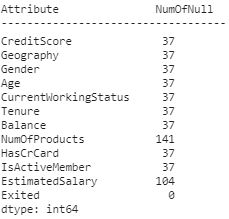 Attribute NumOfNull
--------------------------------
CreditScore 37
Geography 37
Gender 37
Age 37
CurrentWorkingStatus 37
Tenure 37
Balance 37
NumOfProducts 141
HasCrCard 37
IsActiveMember 37
EstimatedSalary 104
Exited 0
dtype: int64